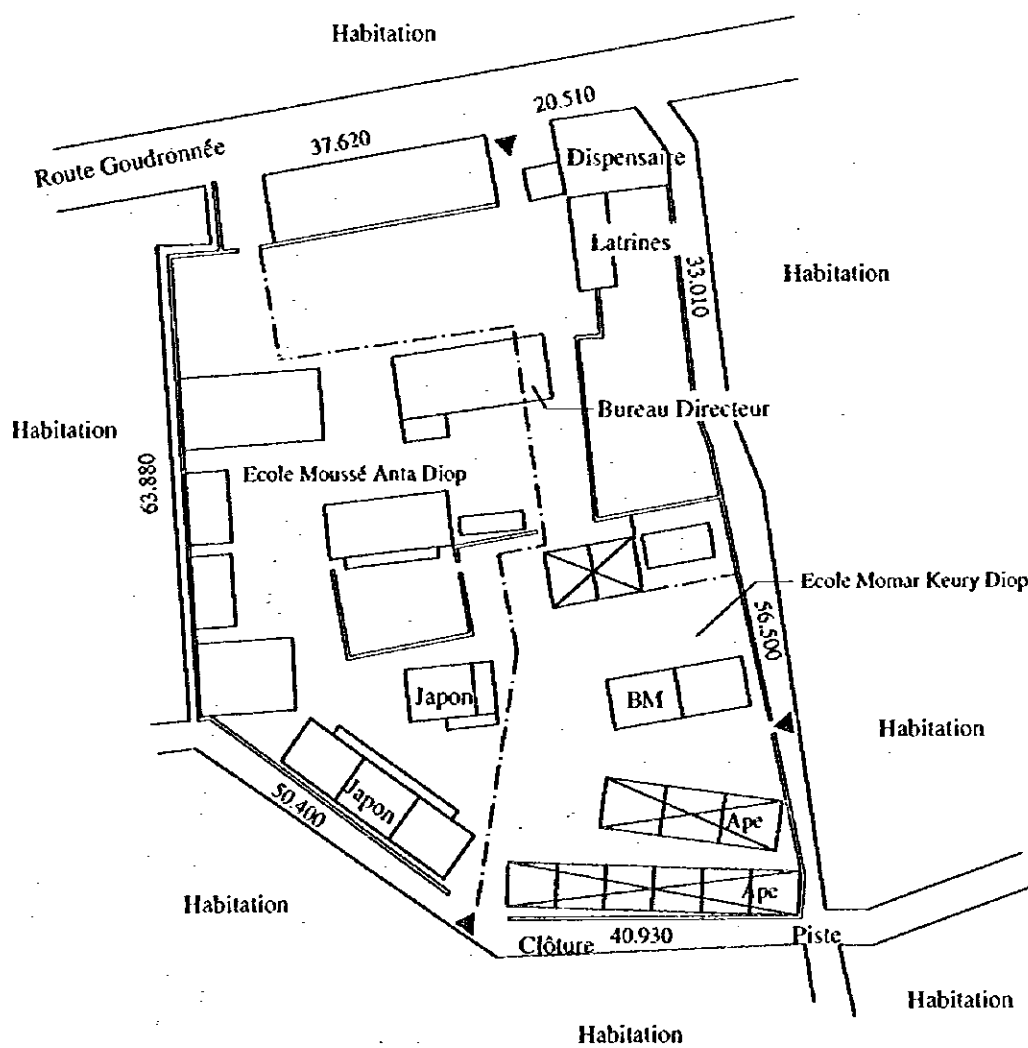 Habitation
20.510
37.620
Route Goudronnée
Dispensaire
Latrines
33.010
Habitation
Bureau Directeur
Habitation
63.880
Ecole Moussé Anta Diop
Ecole Momar Keury Diop
56.500
Japon
BM
Habitation
Japon
50.400
Ape
Ape
Habitation
Clôture
40.930
Piste
Habitation
Habitation